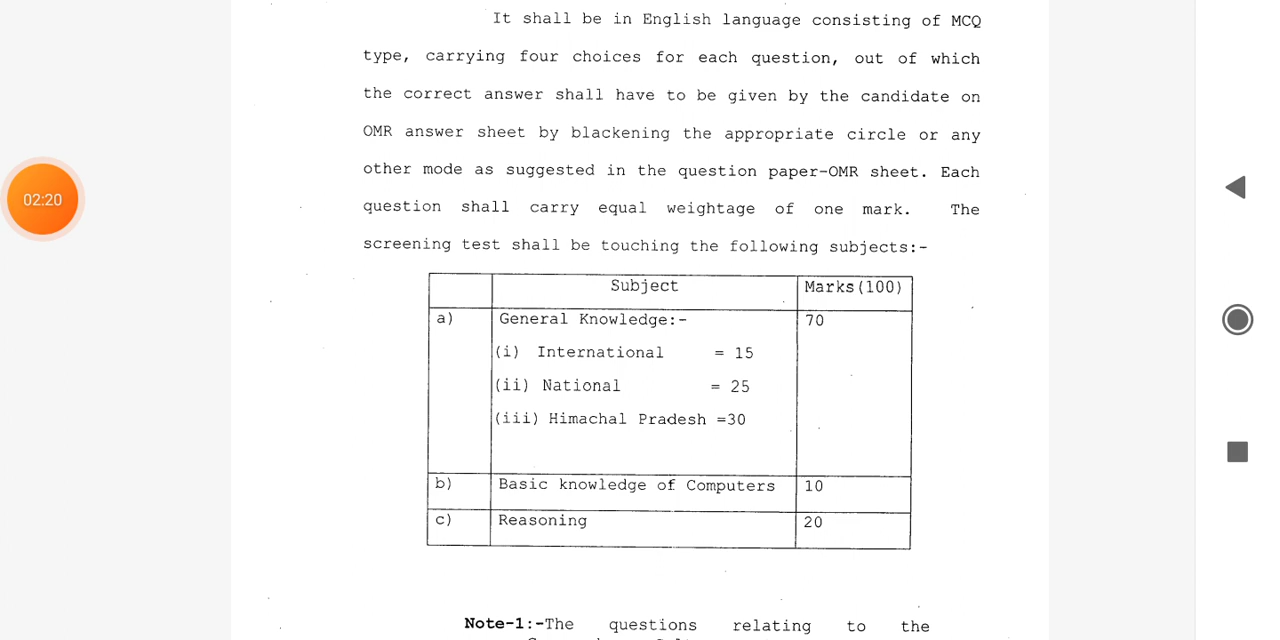 It shall be in English language consisting of MCQ
type, carrying four choices for each question, out of which
the correct answer shall have to be given by the candidate on
OMR answer sheet by blackening the appropriate circle or any
other mode as suggested in the question paper-OMR sheet. Each
question shall carry equal weightage of one mark. The
screening test shall be touching the following subjects:-
Subject Marks(100)
a) General Knowledge:- 70
(i) International = 15
(ii) National = 25
(iii) Himachal Pradesh =30
b) Basic knowledge of Computers 10
c) Reasoning 20
Note-1:-The questions relating to the
02:20